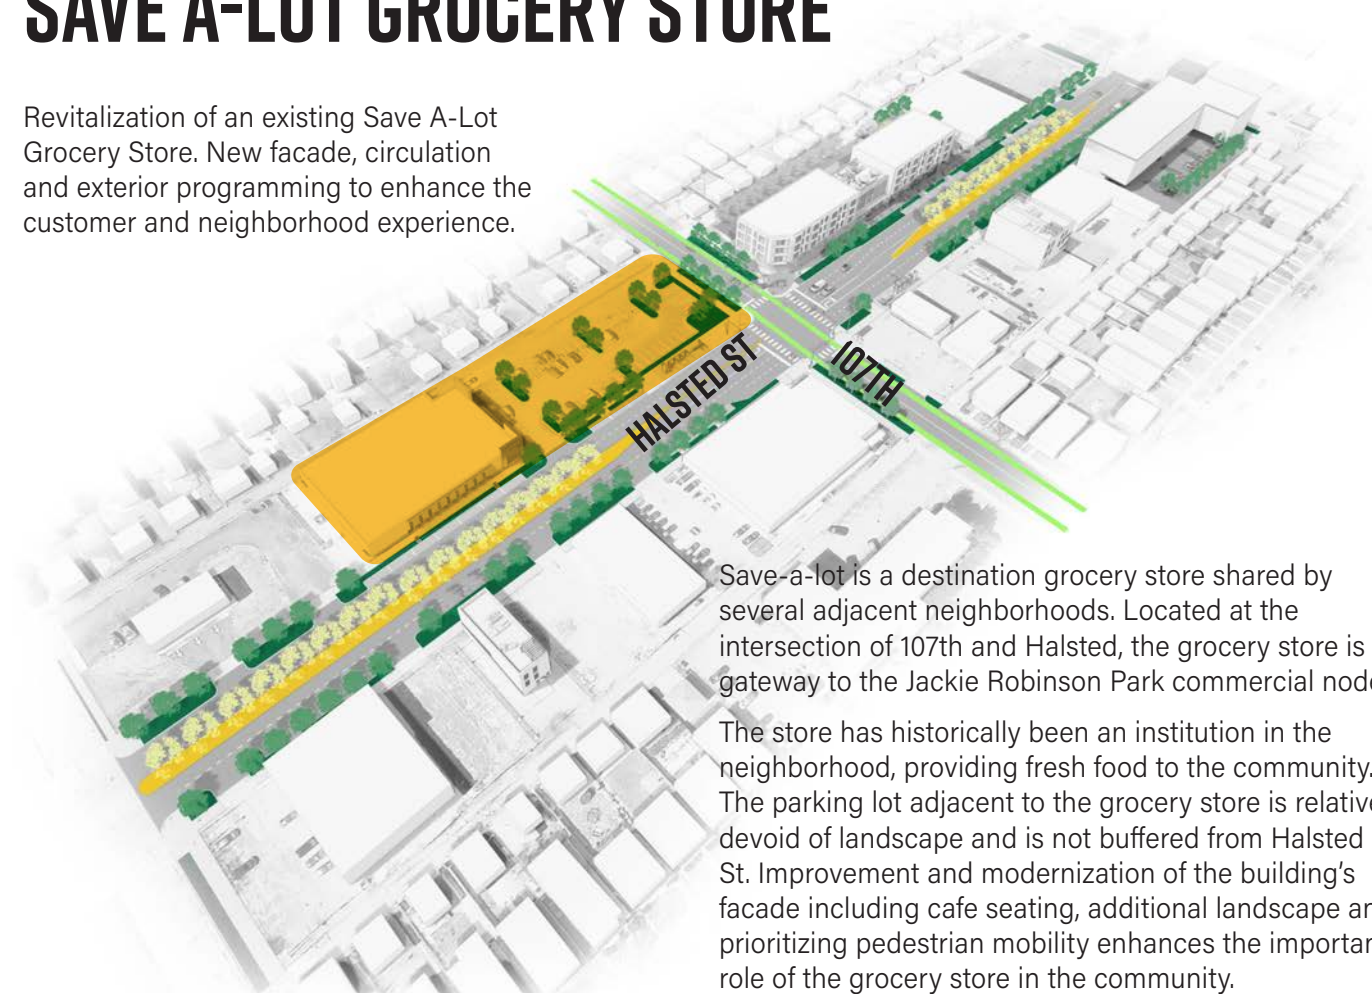 SAVE A-LOT GROCERY STORE
Revitalization of an existing Save A-Lot
Grocery Store. New facade, circulation
and exterior programming to enhance the
customer and neighborhood experience.
HALSTED ST
107TH
Save-a-lot is a destination grocery store shared by
several adjacent neighborhoods. Located at the
intersection of 107th and Halsted, the grocery store is
gateway to the Jackie Robinson Park commercial
The store has historically been an institution in the
neighborhood, providing fresh food to the community.
The parking lot adjacent to the grocery store is
devoid of landscape and is not buffered from Halsted
St. Improvement and modernization of the building's
facade including cafe seating, additional landscape
prioritizing pedestrian mobility enhances the
role of the grocery store in the community.